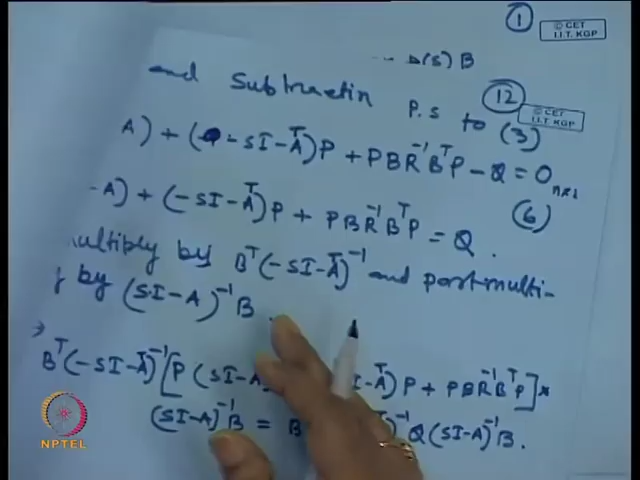 1
© CET
I.I.T. KGP
Δ(s) B
and Subtractin P.S to (3)
12
© CET
I.I.T. KGP
A) + (-SI-Aᵀ)P + PBR⁻¹BᵀP - Q = 0
-A) + (-SI-Aᵀ)P + PBR⁻¹BᵀP = Q. (6)
ultiply by Bᵀ(-SI-Aᵀ)⁻¹ and post-multi-
by (SI-A)⁻¹B.
Bᵀ(-SI-Aᵀ)⁻¹[P(SI-A I-Aᵀ)P + PBR⁻¹BᵀP]×
(SI-A)⁻¹B = B )⁻¹Q(SI-A)⁻¹B.
NPTEL